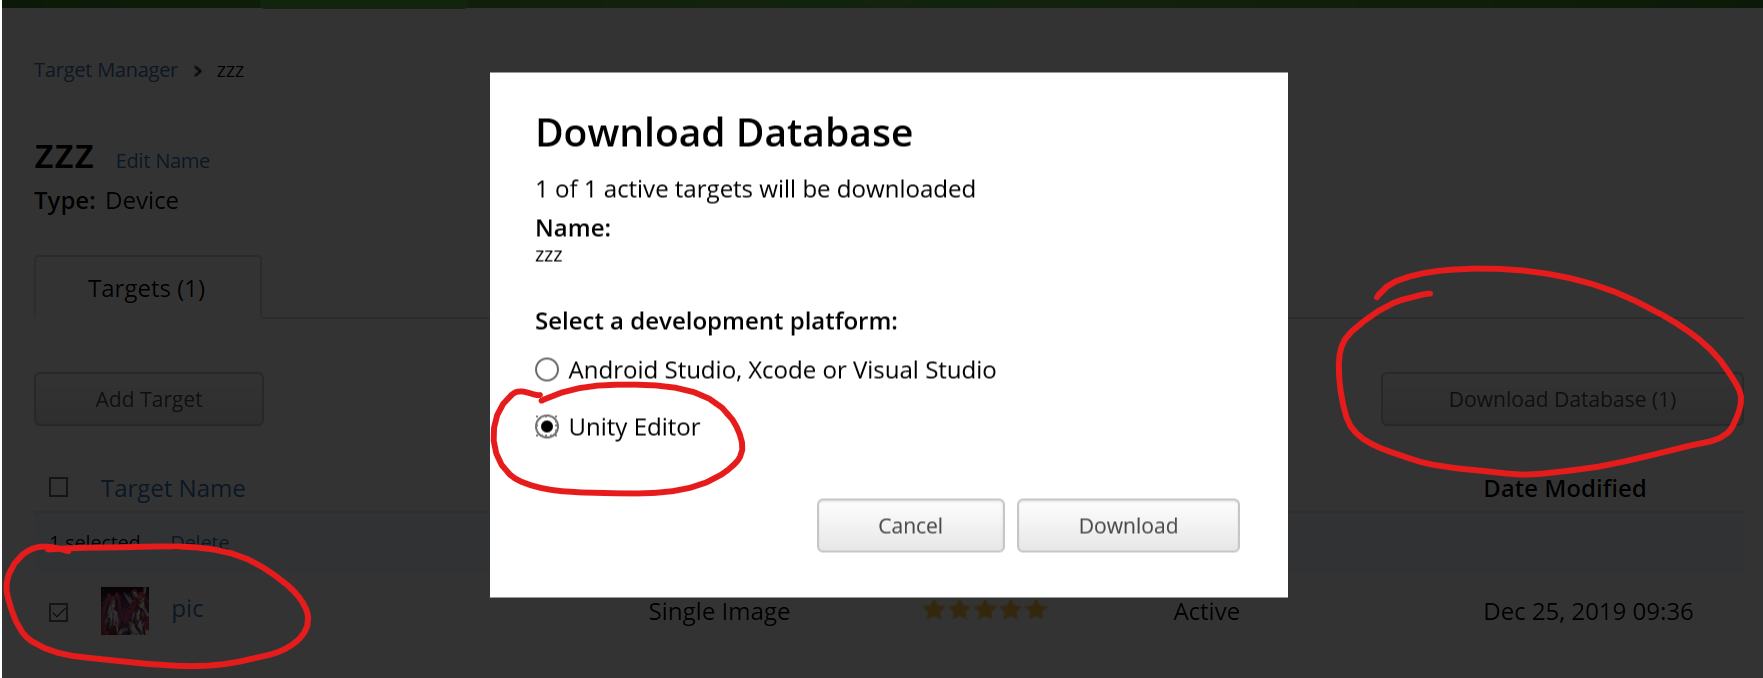 Target Manager > zzz
zzz Edit Name
Type: Device
Targets (1)
Add Target
Download Database (1)
Target Name
Date Modified
1 selected Delete
pic Single Image Active Dec 25, 2019 09:36
Download Database
1 of 1 active targets will be downloaded
Name:
zzz
Select a development platform:
Android Studio, Xcode or Visual Studio
Unity Editor
Cancel Download